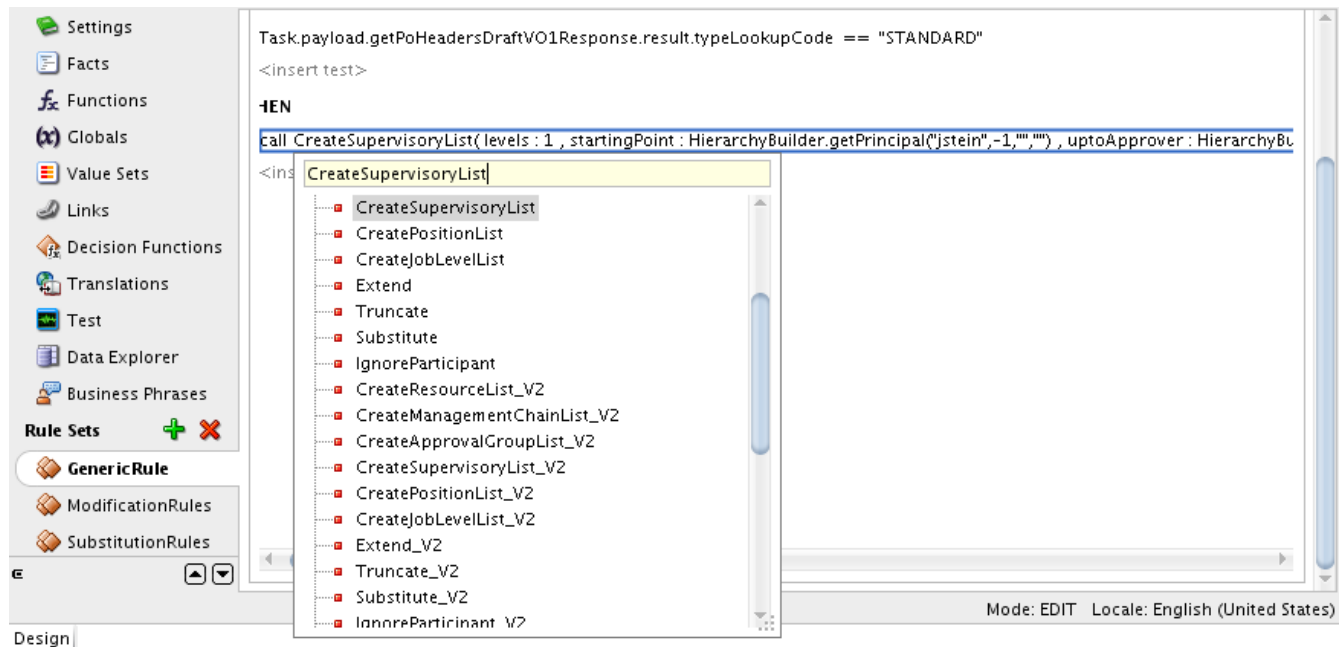 Settings
Facts
Functions
Globals
Value Sets
Links
Decision Functions
Translations
Test
Data Explorer
Business Phrases
Rule Sets
GenericRule
ModificationRules
SubstitutionRules
Task.payload.getPoHeadersDraftVO1Response.result.typeLookupCode == "STANDARD"
<insert test>
HEN
call CreateSupervisoryList( levels : 1 , startingPoint : HierarchyBuilder.getPrincipal("jstein",-1,"","") , uptoApprover : HierarchyBu
<ins
CreateSupervisoryList
CreateSupervisoryList
CreatePositionList
CreateJobLevelList
Extend
Truncate
Substitute
IgnoreParticipant
CreateResourceList_V2
CreateManagementChainList_V2
CreateApprovalGroupList_V2
CreateSupervisoryList_V2
CreatePositionList_V2
CreateJobLevelList_V2
Extend_V2
Truncate_V2
Substitute_V2
IgnoreParticipant_V2
Mode: EDIT Locale: English (United States)
Design